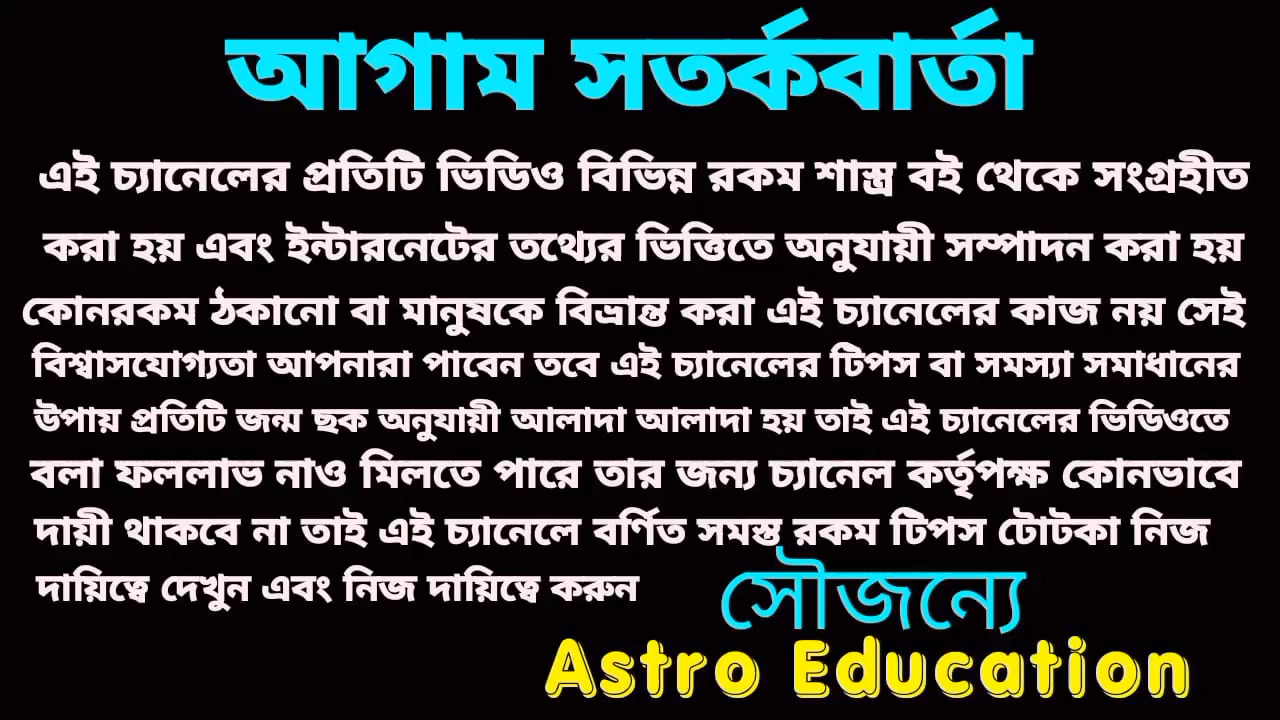 আগাম সতর্কবার্তা
এই চ্যানেলের প্রতিটি ভিডিও বিভিন্ন রকম শাস্ত্র বই থেকে সংগ্রহীত
করা হয় এবং ইন্টারনেটের তথ্যের ভিত্তিতে অনুযায়ী সম্পাদন করা হয়
কোনরকম ঠকানো বা মানুষকে বিভ্রান্ত করা এই চ্যানেলের কাজ নয় সেই
বিশ্বাসযোগ্যতা আপনারা পাবেন তবে এই চ্যানেলের টিপস বা সমস্যা সমাধানের
উপায় প্রতিটি জন্ম ছক অনুযায়ী আলাদা আলাদা হয় তাই এই চ্যানেলের ভিডিওতে
বলা ফললাভ নাও মিলতে পারে তার জন্য চ্যানেল কর্তৃপক্ষ কোনভাবে
দায়ী থাকবে না তাই এই চ্যানেলে বর্ণিত সমস্ত রকম টিপস টোটকা নিজ
দায়িত্বে দেখুন এবং নিজ দায়িত্বে করুন
সৌজন্যে
Astro Education